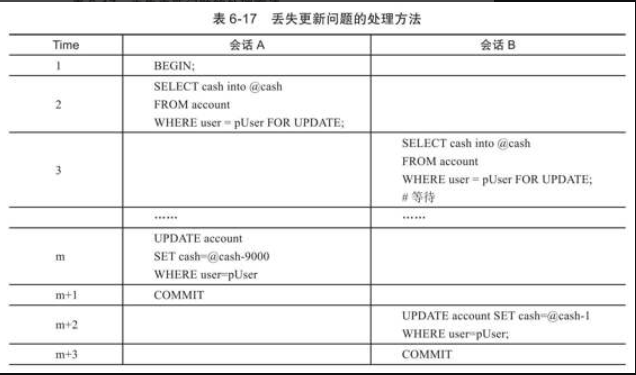 表 6-17 丢失更新问题的处理方法
Time 会话 A 会话 B
1 BEGIN;
SELECT cash into @cash
2 FROM account
WHERE user = pUser FOR UPDATE;
SELECT cash into @cash
FROM account
3
WHERE user = pUser FOR UPDATE;
# 等待
…… ……
UPDATE account
m SET cash=@cash-9000
WHERE user=pUser
m+1 COMMIT
UPDATE account SET cash=@cash-1
m+2
WHERE user=pUser;
m+3 COMMIT